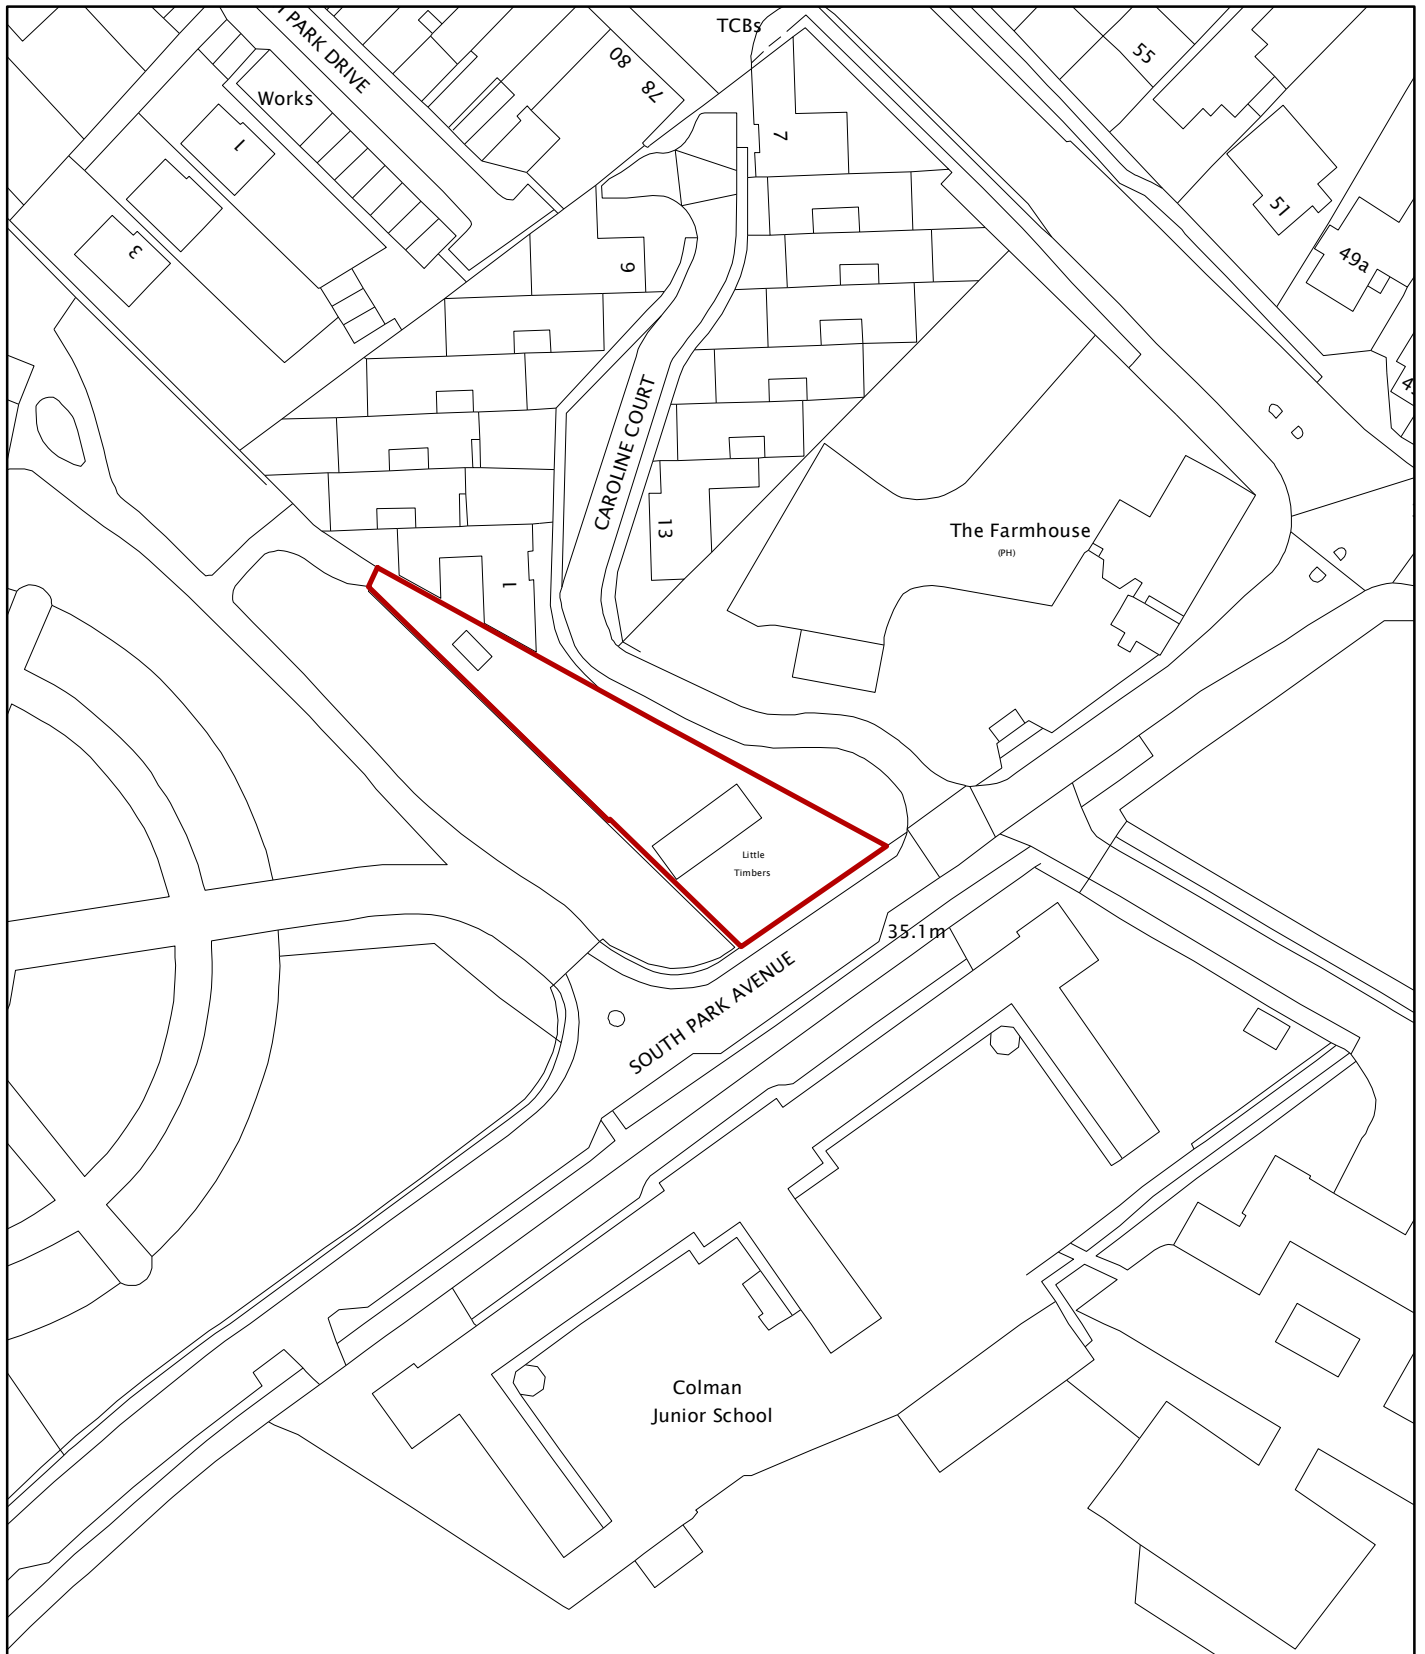 TCBs
H PARK DRIVE
55
80
78
Works
7
1
51
3
49a
9
4
CAROLINE COURT
13
The Farmhouse
(PH)
1
Little
Timbers
35.1m
SOUTH PARK AVENUE
Colman
Junior School